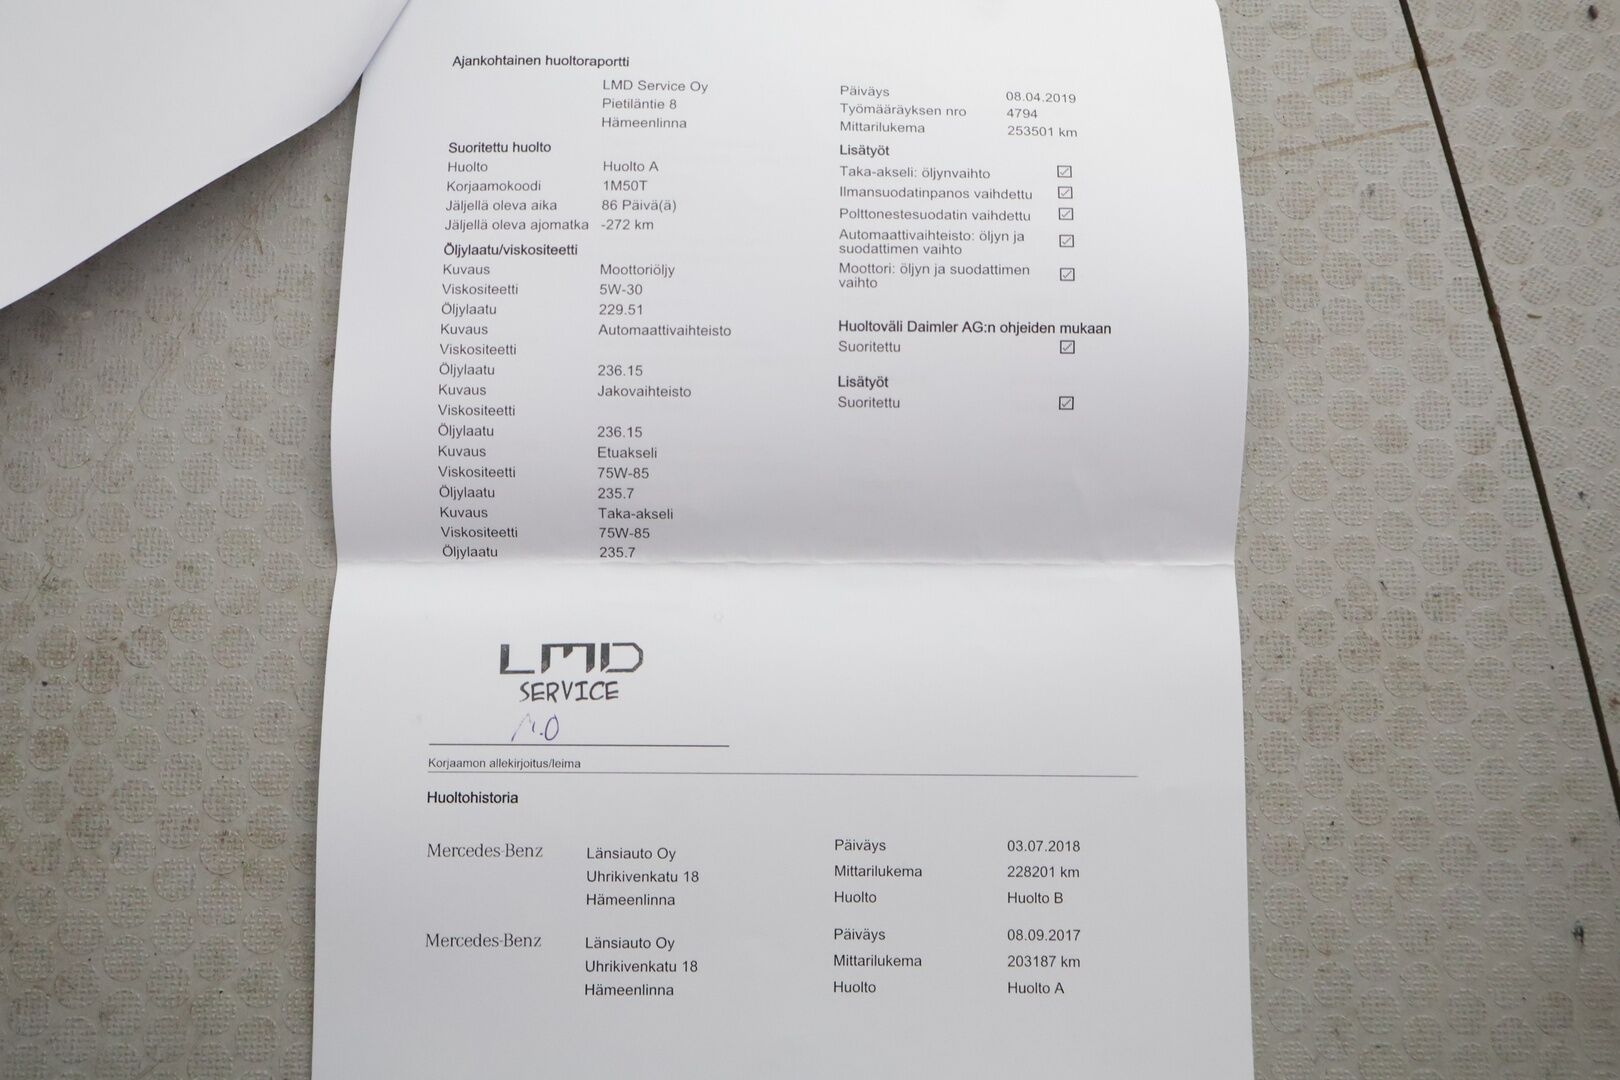 Ajankohtainen huoltoraportti
LMD Service Oy
Pietiläntie 8
Hämeenlinna
Päiväys 08.04.2019
Työmääräyksen nro 4794
Mittarilukema 253501 km
Suoritettu huolto
Huolto Huolto A
Korjaamokoodi 1M50T
Jäljellä oleva aika 86 Päivä(ä)
Jäljellä oleva ajomatka -272 km
Öljylaatu/viskositeetti
Kuvaus Moottoriöljy
Viskositeetti 5W-30
Öljylaatu 229.51
Kuvaus Automaattivaihteisto
Viskositeetti
Öljylaatu 236.15
Kuvaus Jakovaihteisto
Viskositeetti
Öljylaatu 236.15
Kuvaus Etuakseli
Viskositeetti 75W-85
Öljylaatu 235.7
Kuvaus Taka-akseli
Viskositeetti 75W-85
Öljylaatu 235.7
Lisätyöt
Taka-akseli: öljynvaihto
Ilmansuodatinpanos vaihdettu
Polttonestesuodatin vaihdettu
Automaattivaihteisto: öljyn ja
suodattimen vaihto
Moottori: öljyn ja suodattimen
vaihto
Huoltoväli Daimler AG:n ohjeiden mukaan
Suoritettu
Lisätyöt
Suoritettu
LMD
SERVICE
Korjaamon allekirjoitus/leima
Huoltohistoria
Mercedes-Benz
Länsiauto Oy
Uhrikivenkatu 18
Hämeenlinna
Päiväys 03.07.2018
Mittarilukema 228201 km
Huolto Huolto B
Mercedes-Benz
Länsiauto Oy
Uhrikivenkatu 18
Hämeenlinna
Päiväys 08.09.2017
Mittarilukema 203187 km
Huolto Huolto A